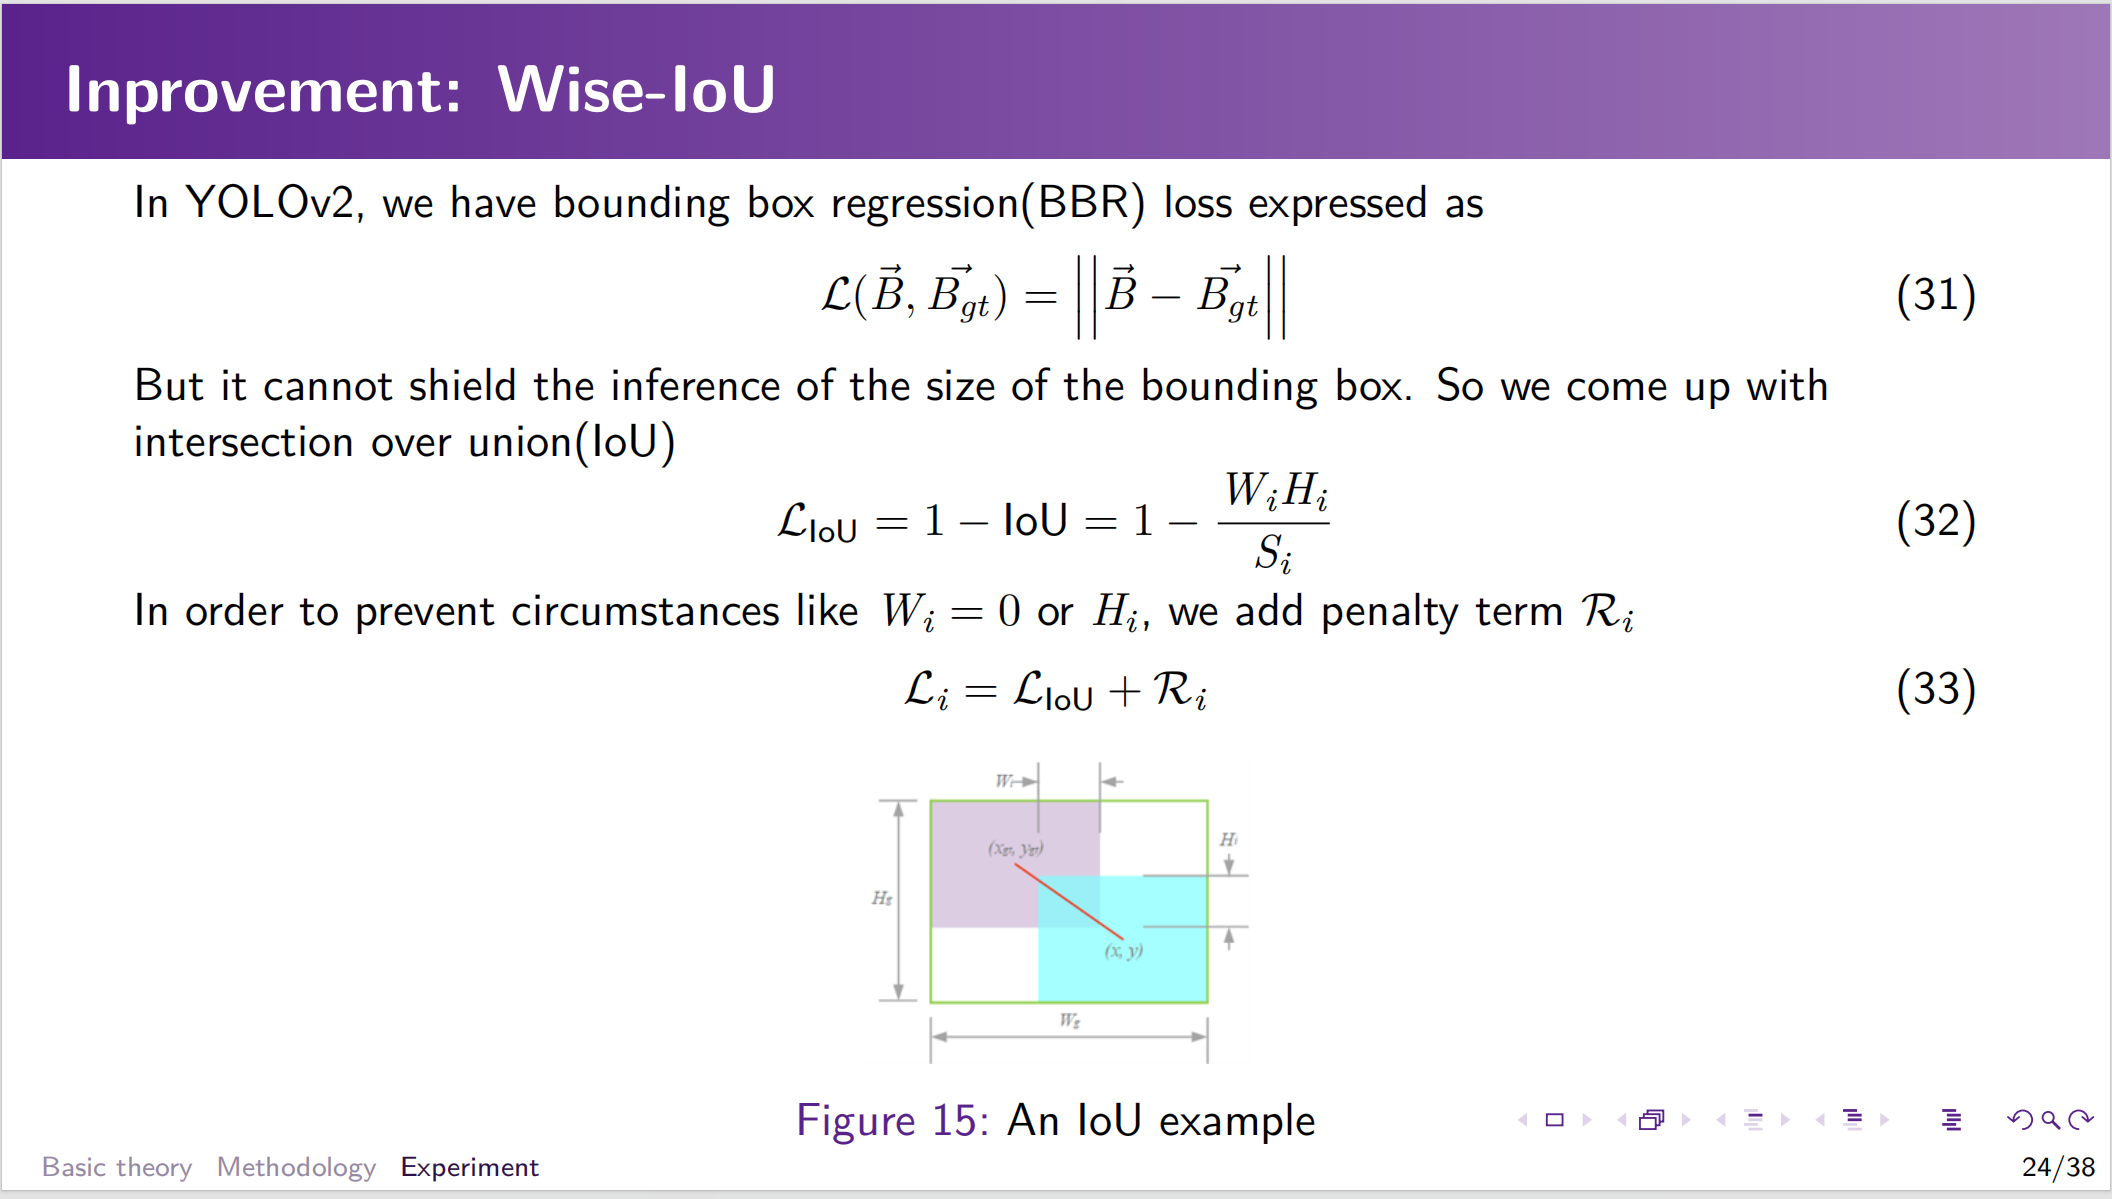 Inprovement: Wise-IoU
In YOLOv2, we have bounding box regression(BBR) loss expressed as
$\mathcal{L}(\vec{B}, \vec{B_{gt}}) = \left|\left|\vec{B} - \vec{B_{gt}}\right|\right|$ (31)
But it cannot shield the inference of the size of the bounding box. So we come up with
intersection over union(IoU)
$\mathcal{L}_{\text{IoU}} = 1 - \text{IoU} = 1 - \frac{W_i H_i}{S_i}$ (32)
In order to prevent circumstances like $W_i = 0$ or $H_i$, we add penalty term $\mathcal{R}_i$
$\mathcal{L}_i = \mathcal{L}_{\text{IoU}} + \mathcal{R}_i$ (33)
$W_i$
$(x_{gt}, y_{gt})$
$H_i$
$H_g$
$(x, y)$
$W_g$
Figure 15: An IoU example
Basic theory Methodology Experiment
24/38